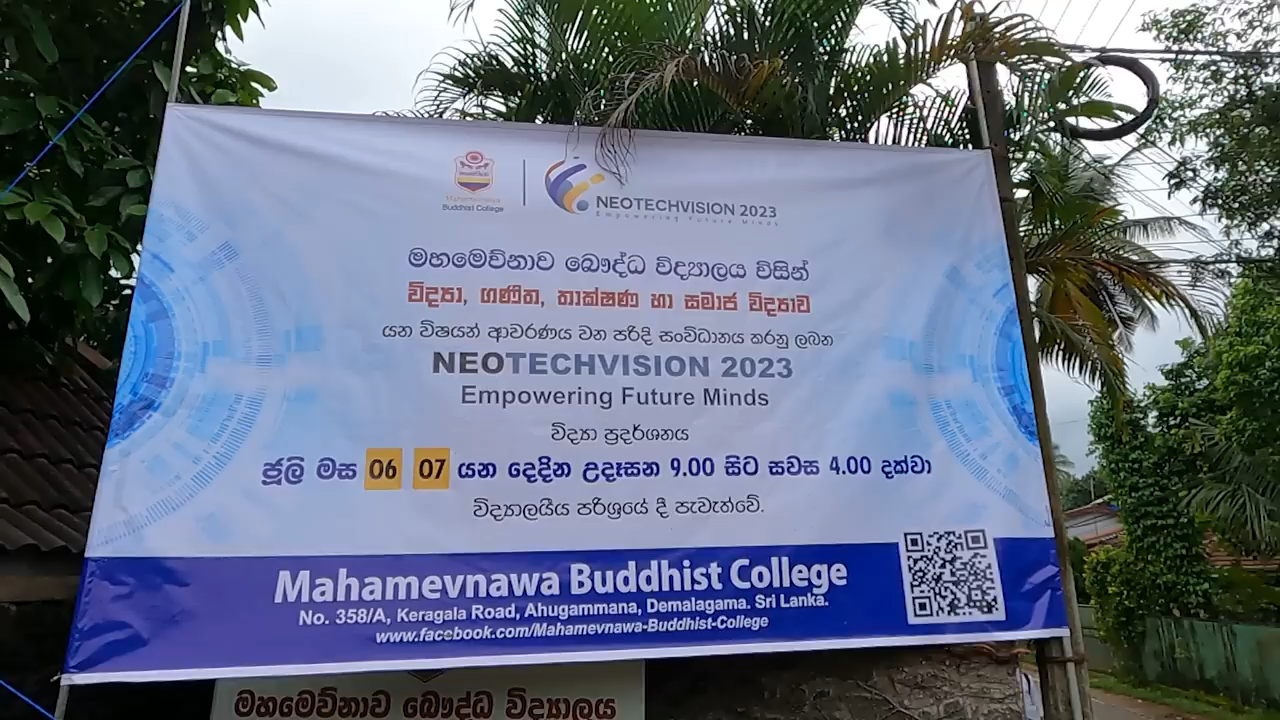 Mahamevnawa
Buddhist College
NEOTECHVISION 2023
Empowering Future Minds
මහමෙව්නාව බෞද්ධ විද්‍යාලය විසින්
විද්‍යා, ගණිත, තාක්ෂණ හා සමාජ විද්‍යාව
යන විෂයන් ආවරණය වන පරිදි සංවිධානය කරනු ලබන
NEOTECHVISION 2023
Empowering Future Minds
විද්‍යා ප්‍රදර්ශනය
ජූලි මස 06 07 යන දෙදින උදෑසන 9.00 සිට සවස 4.00 දක්වා
විද්‍යාලයීය පරිශ්‍රයේ දී පැවැත්වේ.
Mahamevnawa Buddhist College
No. 358/A, Keragala Road, Ahugammana, Demalagama. Sri Lanka.
www.facebook.com/Mahamevnawa-Buddhist-College
මහමෙව්නාව බෞද්ධ විද්‍යාලය